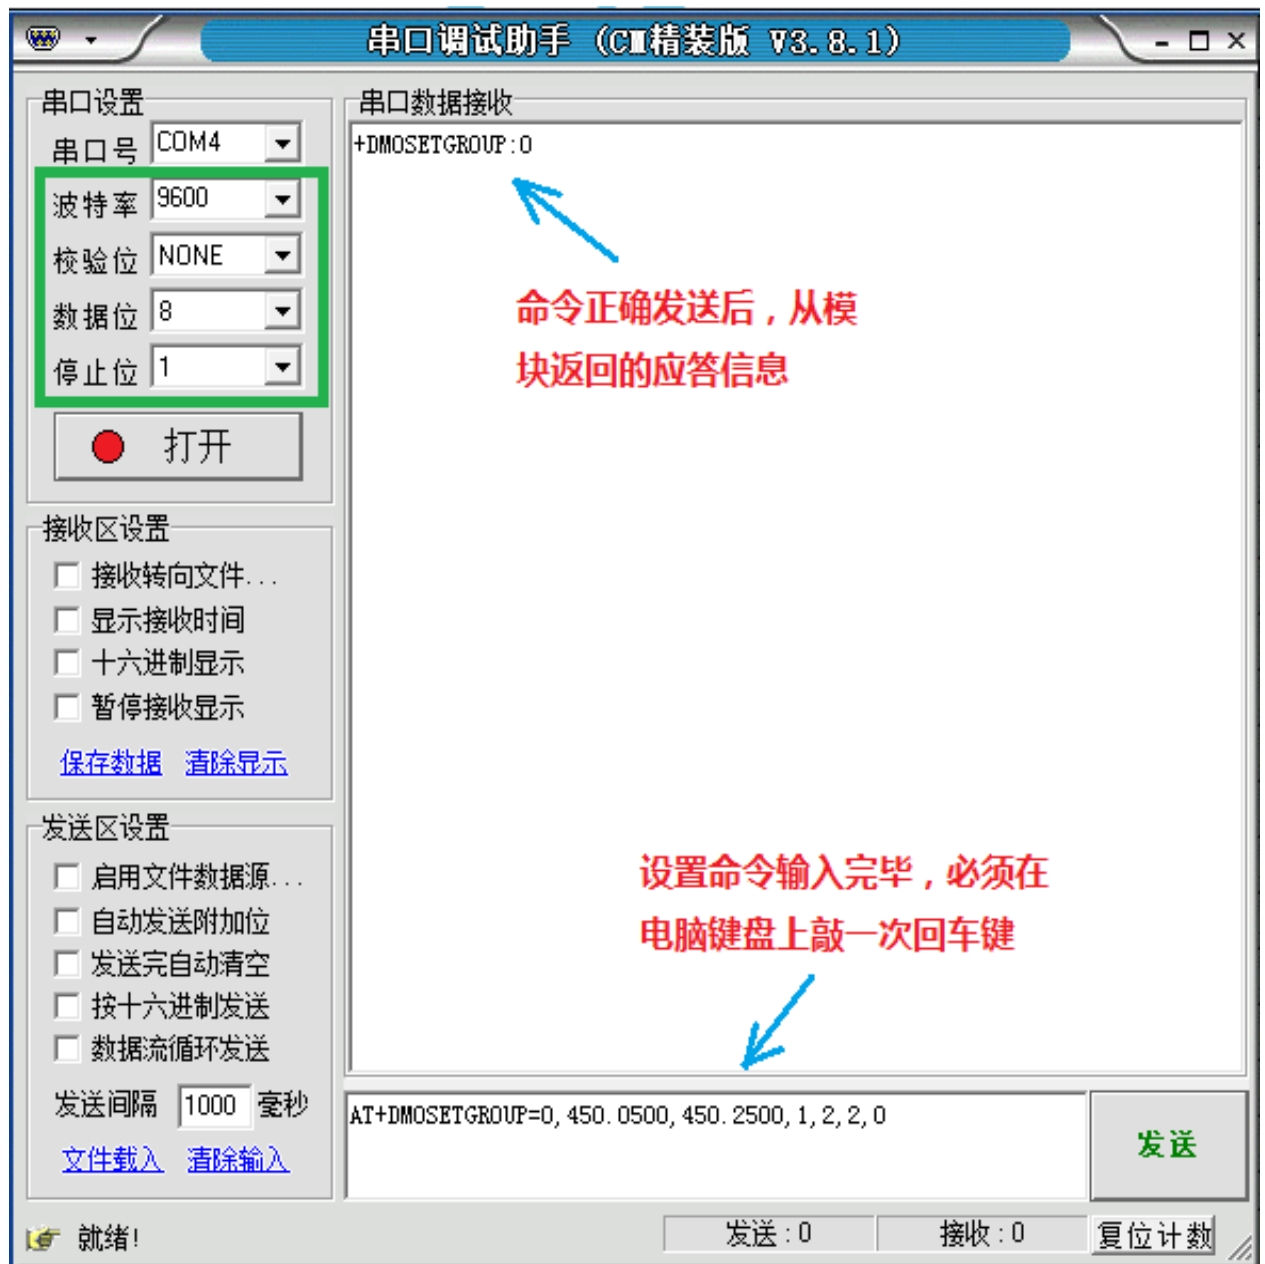 串口调试助手 (CM精装版 V3.8.1)
串口设置
串口号 COM4
波特率 9600
校验位 NONE
数据位 8
停止位 1
打开
接收区设置
接收转向文件...
显示接收时间
十六进制显示
暂停接收显示
保存数据 清除显示
发送区设置
启用文件数据源...
自动发送附加位
发送完自动清空
按十六进制发送
数据流循环发送
发送间隔 1000 毫秒
文件载入 清除输入
串口数据接收
+DMOSETGROUP:0
命令正确发送后，从模
块返回的应答信息
设置命令输入完毕，必须在
电脑键盘上敲一次回车键
AT+DMOSETGROUP=0,450.0500,450.2500,1,2,2,0
发送
就绪!
发送:0
接收:0
复位计数